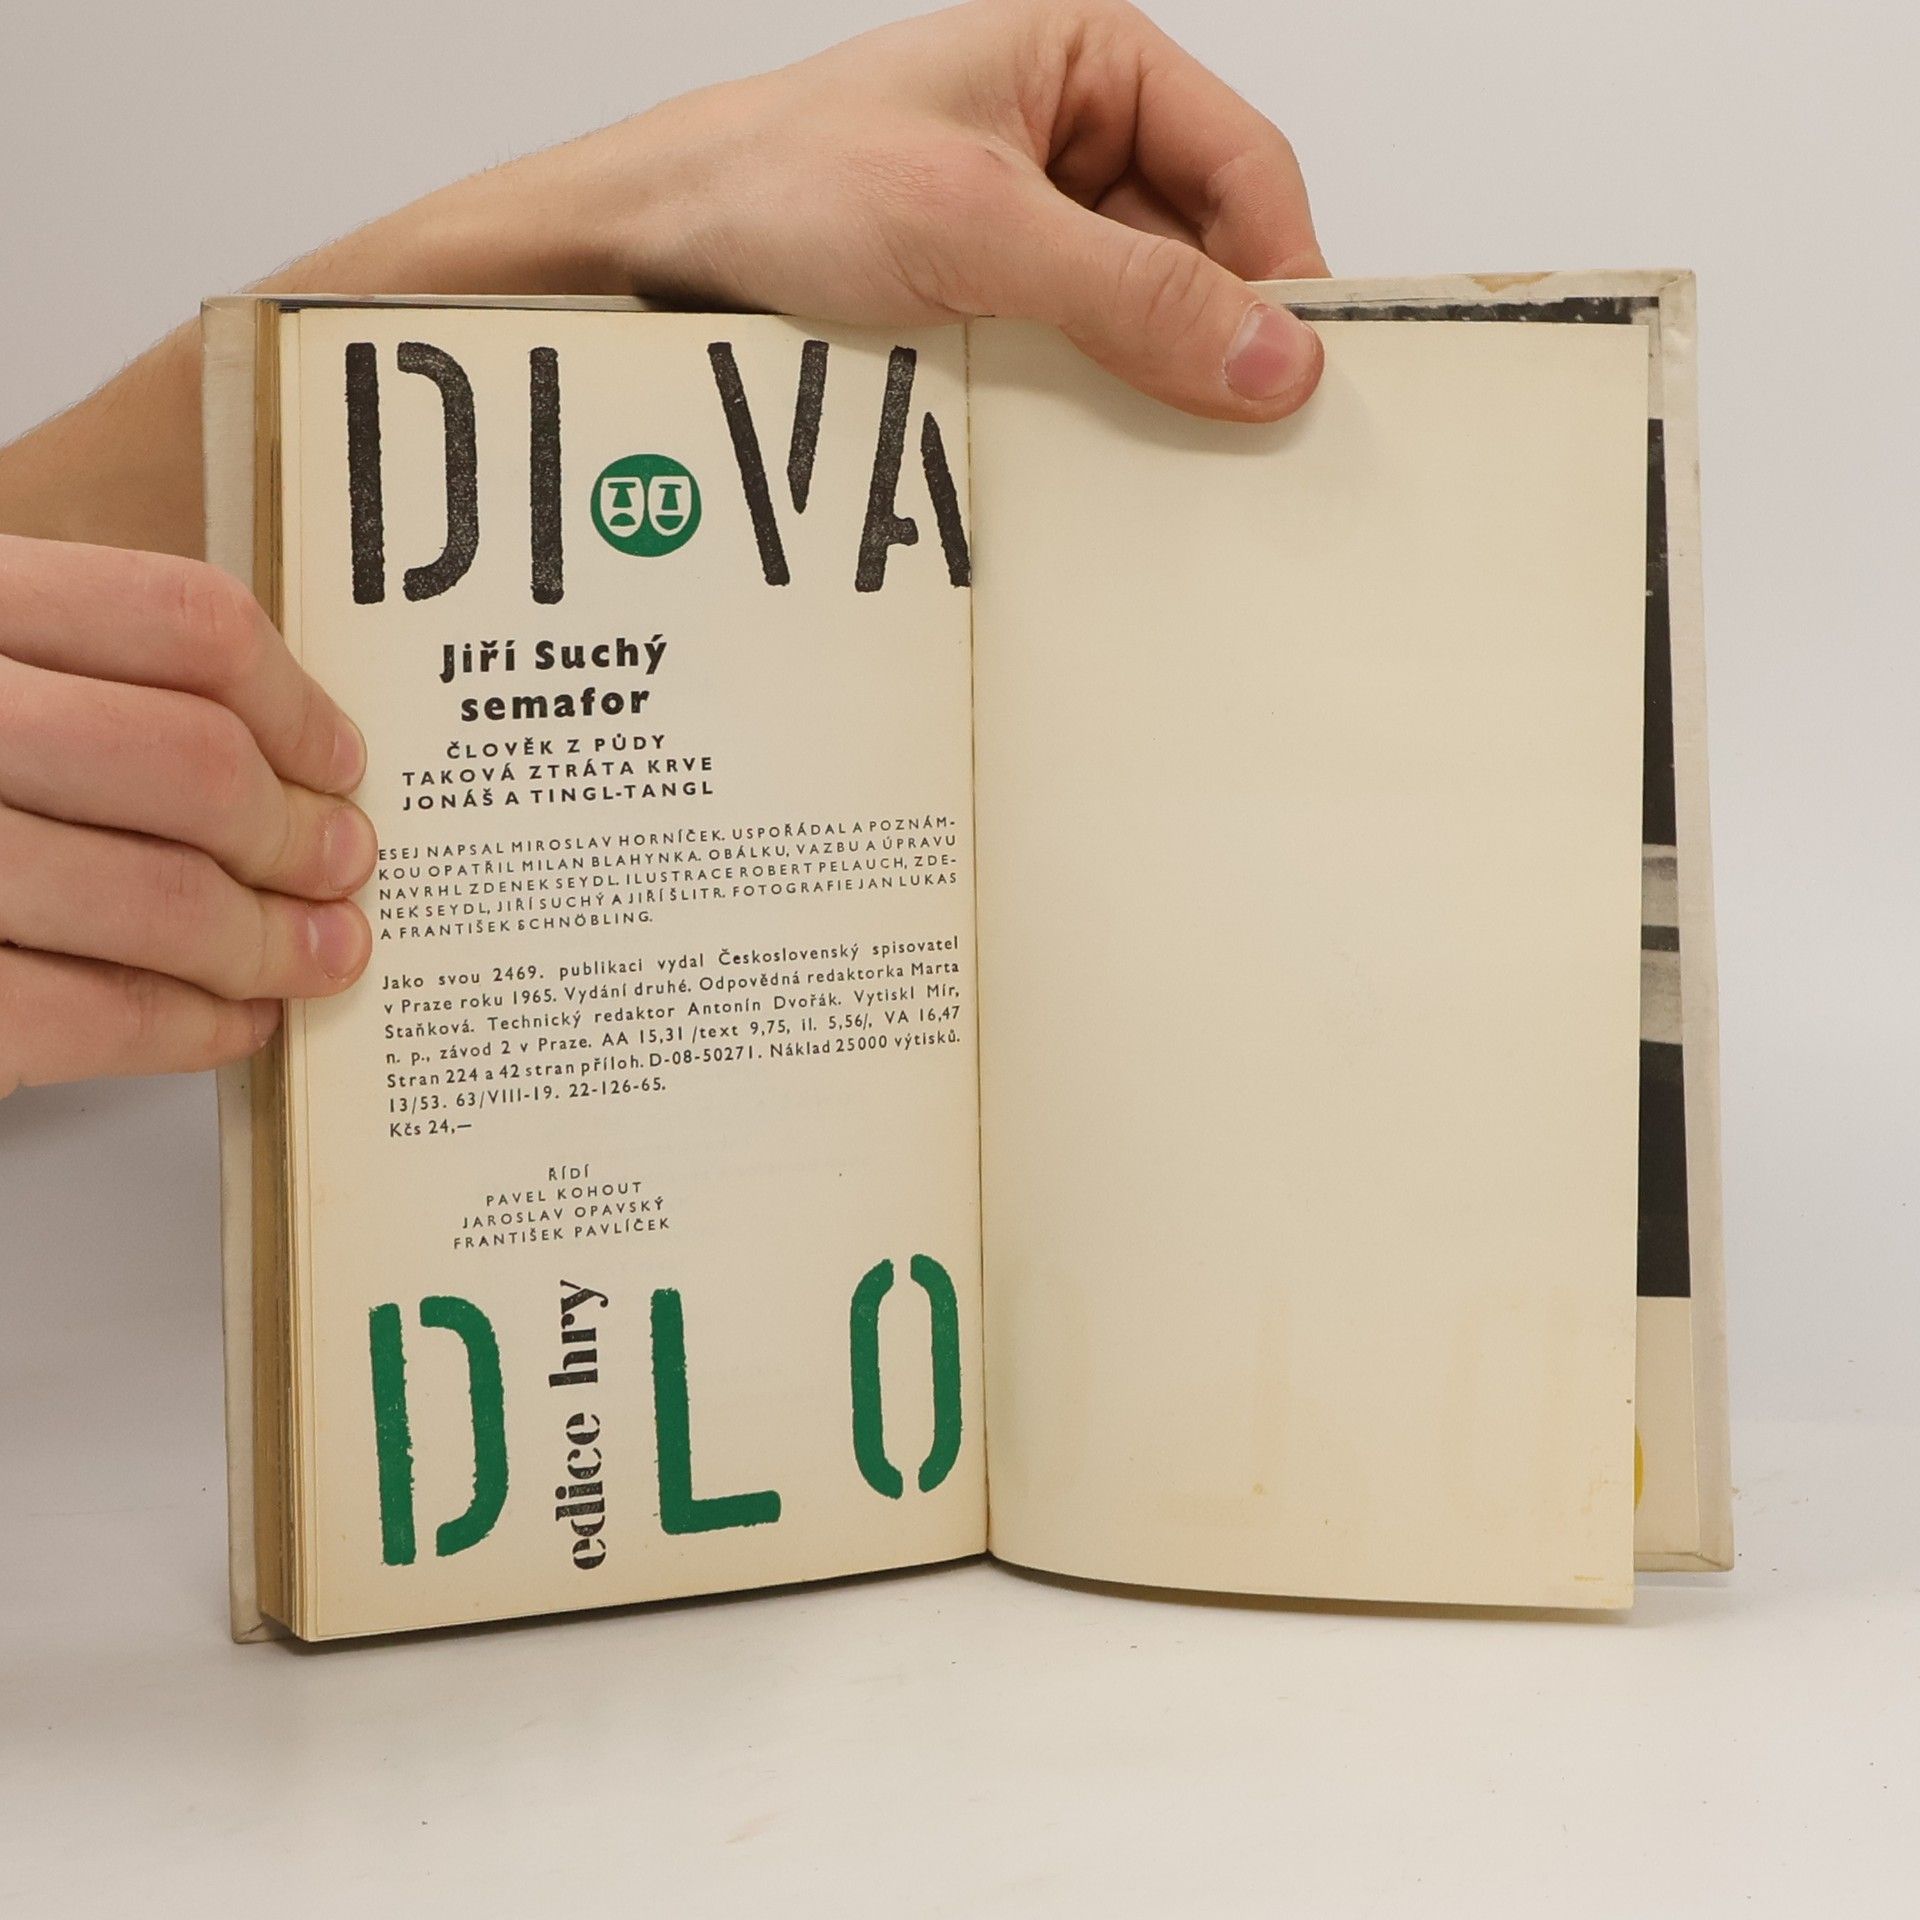 DIVA
Jiří Suchý
semafor
ČLOVĚK Z PŮDY
TAKOVÁ ZTRÁTA KRVE
JONÁŠ A TINGL-TANGL
ESEJ NAPSAL MIROSLAV HORNÍČEK. USPOŘÁDAL A POZNÁM-
KOU OPATŘIL MILAN BLAHYNKA. OBÁLKU, VAZBU A ÚPRAVU
NAVRHL ZDENEK SEYDL. ILUSTRACE ROBERT PELAUCH, ZDE-
NEK SEYDL, JIŘÍ SUCHÝ A JIŘÍ ŠLITR. FOTOGRAFIE JAN LUKAS
A FRANTIŠEK SCHNÖBLING.
Jako svou 2469. publikaci vydal Československý spisovatel
v Praze roku 1965. Vydání druhé. Odpovědná redaktorka Marta
Staňková. Technický redaktor Antonín Dvořák. Vytiskl Mír,
n. p., závod 2 v Praze. AA 15,31 /text 9,75, il. 5,56/, VA 16,47
Stran 224 a 42 stran příloh. D-08-50271. Náklad 25000 výtisků.
13/53. 63/VIII-19. 22-126-65.
Kčs 24,—
ŘÍDÍ
PAVEL KOHOUT
JAROSLAV OPAVSKÝ
FRANTIŠEK PAVLÍČEK
DLO
edice hry